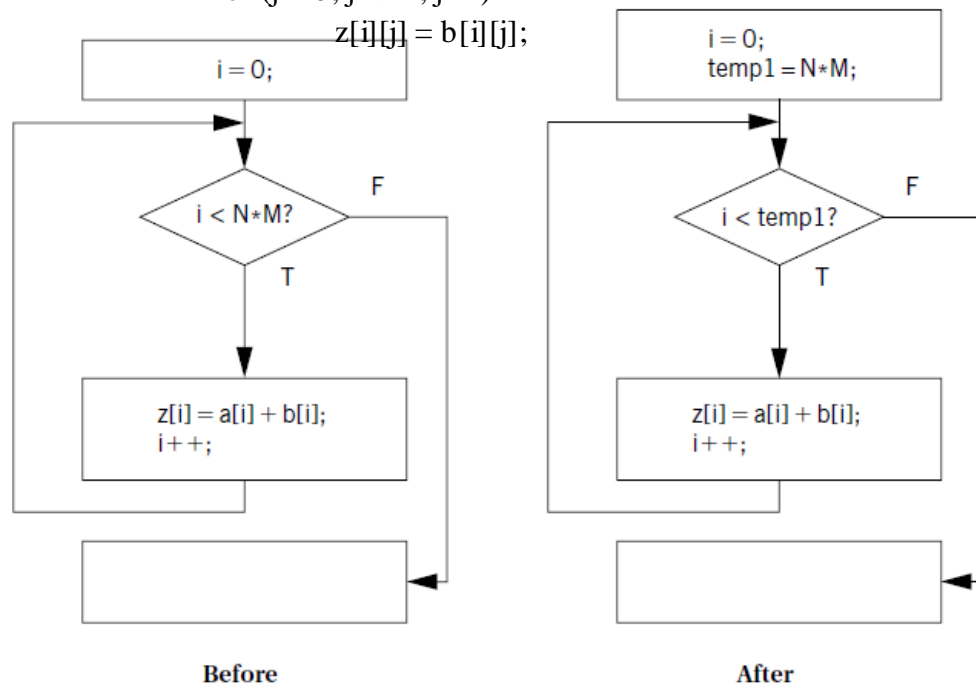 z[i][j] = b[i][j];
i = 0;
i < N*M?
F
T
z[i] = a[i] + b[i];
i++;
Before
i = 0;
temp1 = N*M;
i < temp1?
F
T
z[i] = a[i] + b[i];
i++;
After